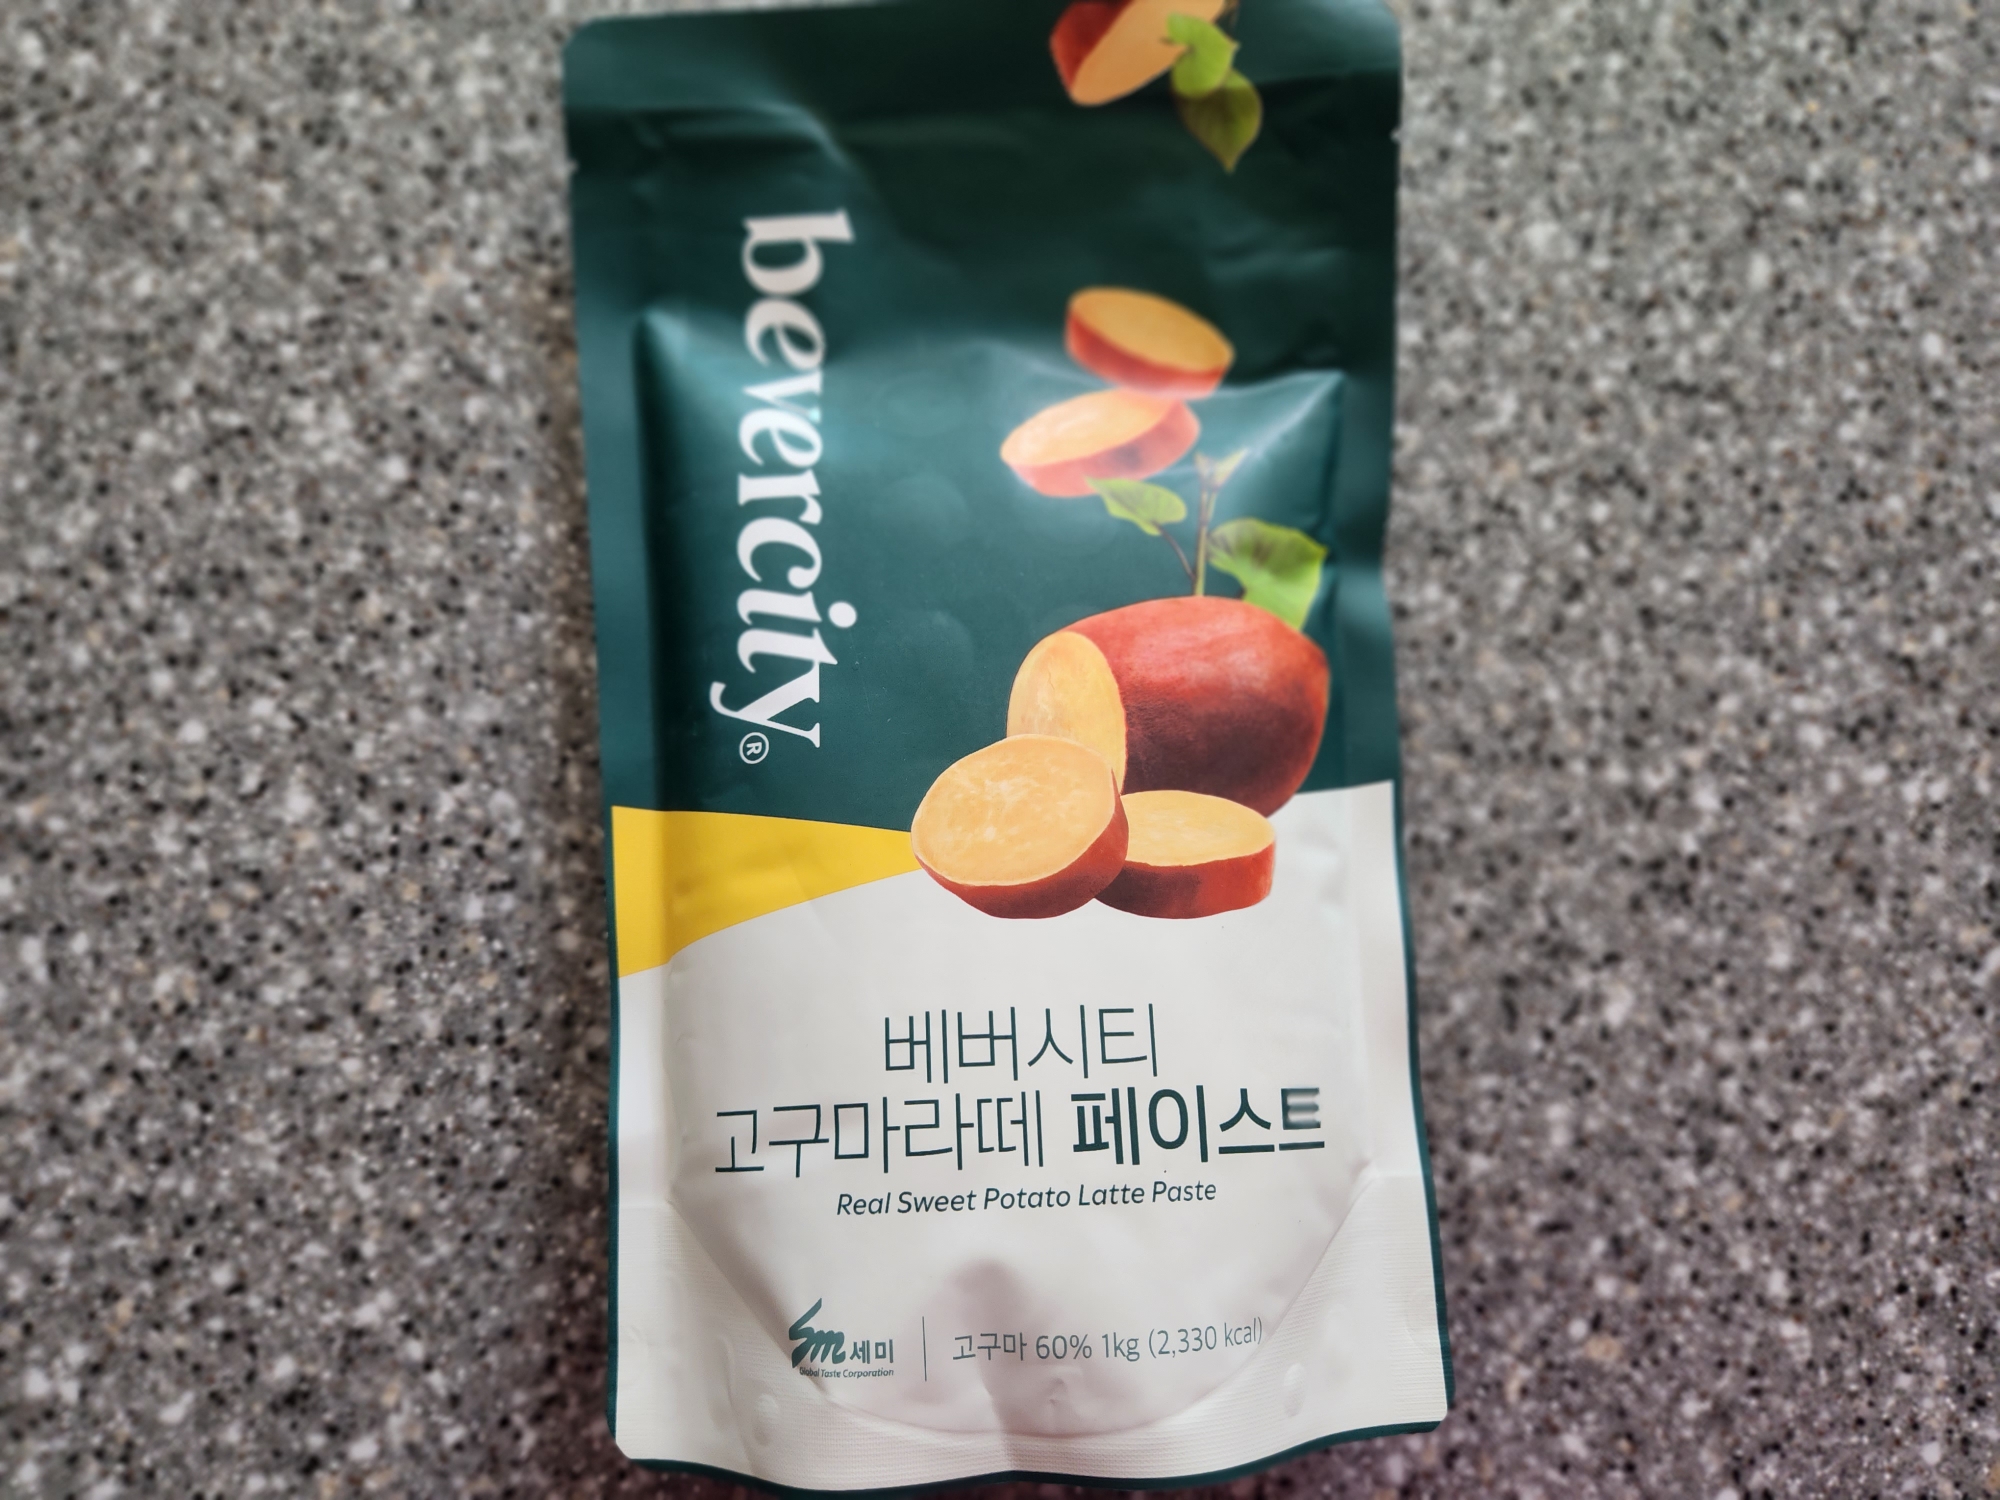 bevercity®
베버시티
고구마라떼 페이스트
Real Sweet Potato Latte Paste
Sm 세미
Global Taste Corporation
고구마 60% 1kg (2,330 kcal)